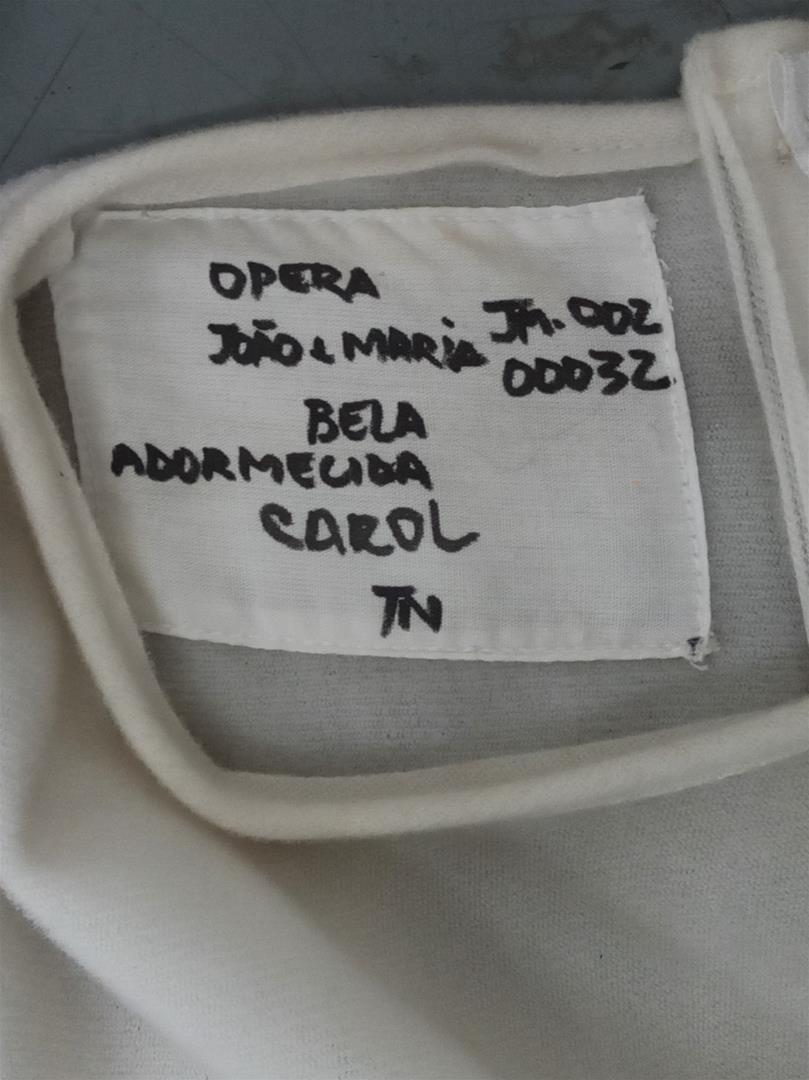 OPERA
JOÃO e MARIA JM.002
00032
BELA
ADORMECIDA
CAROL
TN